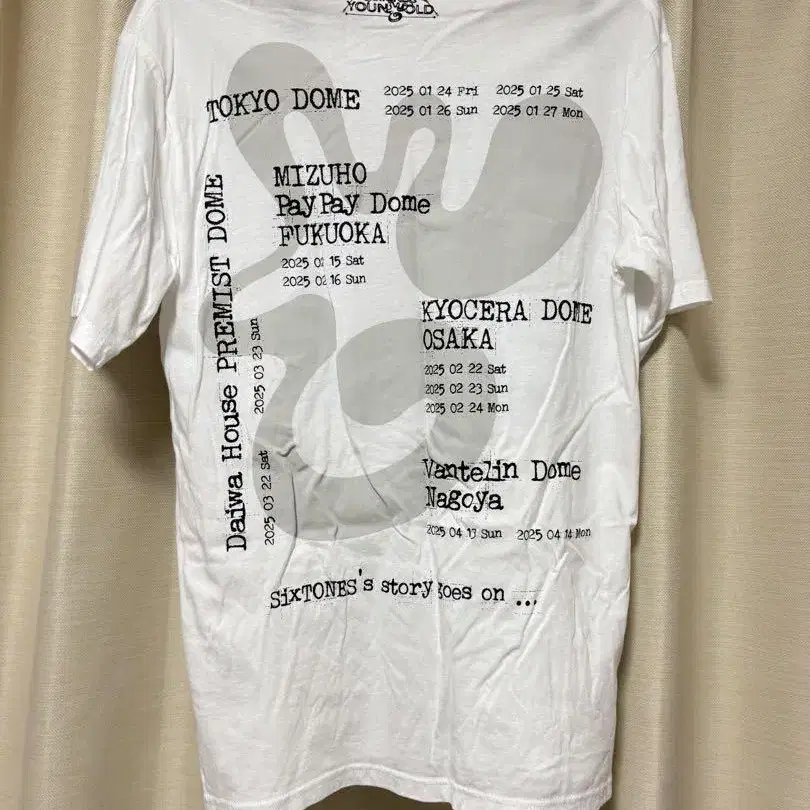 YOUNG OLD
TOKYO DOME
2025 01 24 Fri 2025 01 25 Sat
2025 01 26 Sun 2025 01 27 Mon
MIZUHO
PayPay Dome
FUKUOKA
2025 02 15 Sat
2025 02 16 Sun
Daiwa House PREMIST DOME
2025 03 22 Sat 2025 03 23 Sun
KYOCERA DOME
OSAKA
2025 02 22 Sat
2025 02 23 Sun
2025 02 24 Mon
Vantelin Dome
Nagoya
2025 04 13 Sun 2025 04 14 Mon
SixTONES's story goes on ...